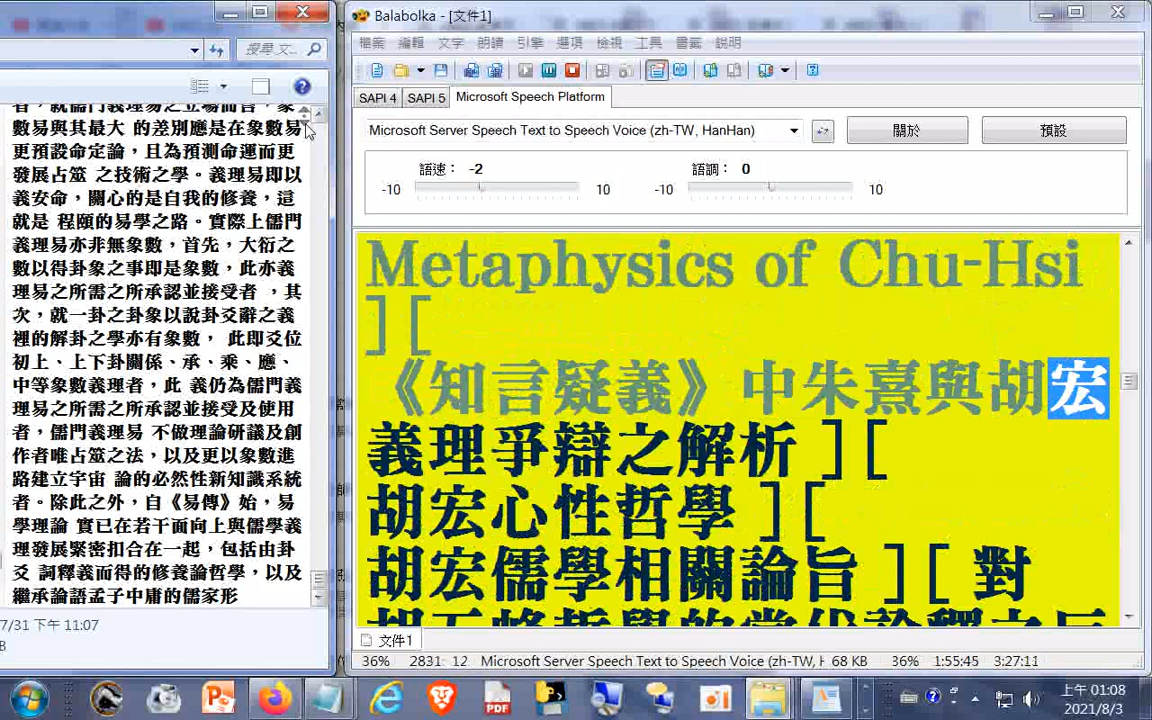 搜尋 文...
者，就儒門義理易之立場而言，象
數易與其最大 的差別應是在象數易
更預設命定論，且為預測命運而更
發展占筮 之技術之學。義理易即以
義安命，關心的是自我的修養，這
就是 程頤的易學之路。實際上儒門
義理易亦非無象數，首先，大衍之
數以得卦象之事即是象數，此亦義
理易之所需之所承認並接受者 ，其
次，就一卦之卦象以說卦爻辭之義
裡的解卦之學亦有象數， 此即爻位
初上、上下卦關係、承、乘、應、
中等象數義理者，此 義仍為儒門義
理易之所需之所承認並接受及使用
者，儒門義理易 不做理論研議及創
作者唯占筮之法，以及更以象數進
路建立宇宙 論的必然性新知識系統
者。除此之外，自《易傳》始，易
學理論 實已在若干面向上與儒學義
理發展緊密扣合在一起，包括由卦
爻 詞釋義而得的修養論哲學，以及
繼承論語孟子中庸的儒家形
7/31 下午 11:07
B
Balabolka - [文件1]
檔案 編輯 文字 朗讀 引擎 選項 檢視 工具 書籤 說明
SAPI 4 SAPI 5 Microsoft Speech Platform
Microsoft Server Speech Text to Speech Voice (zh-TW, HanHan) 關於 預設
語速： -2 語調： 0
-10 10 -10 10
Metaphysics of Chu-Hsi
][
《知言疑義》中朱熹與胡宏
義理爭辯之解析 ][
胡宏心性哲學 ][
胡宏儒學相關論旨 ][ 對
胡五峰哲學的當代詮釋之反
文件1
36% 2831: 12 Microsoft Server Speech Text to Speech Voice (zh-TW, H 68 KB 36% 1:55:45 3:27:11
上午 01:08
2021/8/3